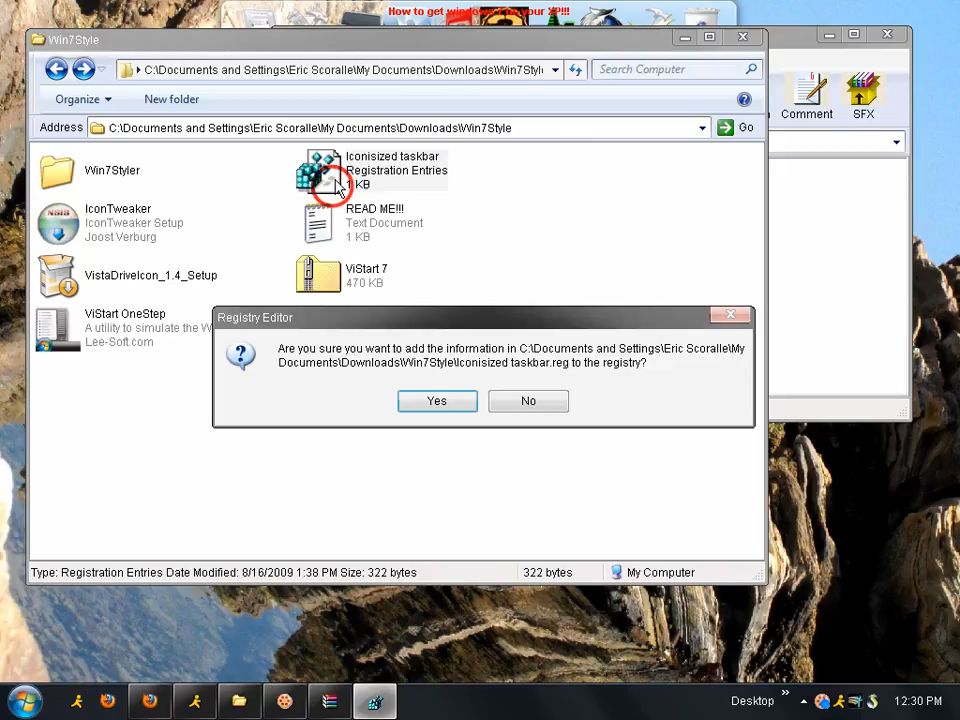 How to get windows 7 on your XP!!!
Win7Style
C:\Documents and Settings\Eric Scoralle\My Documents\Downloads\Win7Style
Search Computer
Organize
New folder
Comment
SFX
Address
C:\Documents and Settings\Eric Scoralle\My Documents\Downloads\Win7Style
Go
Win7Styler
Iconisized taskbar
Registration Entries
1 KB
IconTweaker
IconTweaker Setup
Joost Verburg
READ ME!!!
Text Document
1 KB
VistaDriveIcon_1.4_Setup
ViStart 7
470 KB
ViStart OneStep
A utility to simulate the W
Lee-Soft.com
Registry Editor
Are you sure you want to add the information in C:\Documents and Settings\Eric Scoralle\My
Documents\Downloads\Win7Style\Iconisized taskbar.reg to the registry?
Yes
No
Type: Registration Entries Date Modified: 8/16/2009 1:38 PM Size: 322 bytes
322 bytes
My Computer
Desktop
12:30 PM